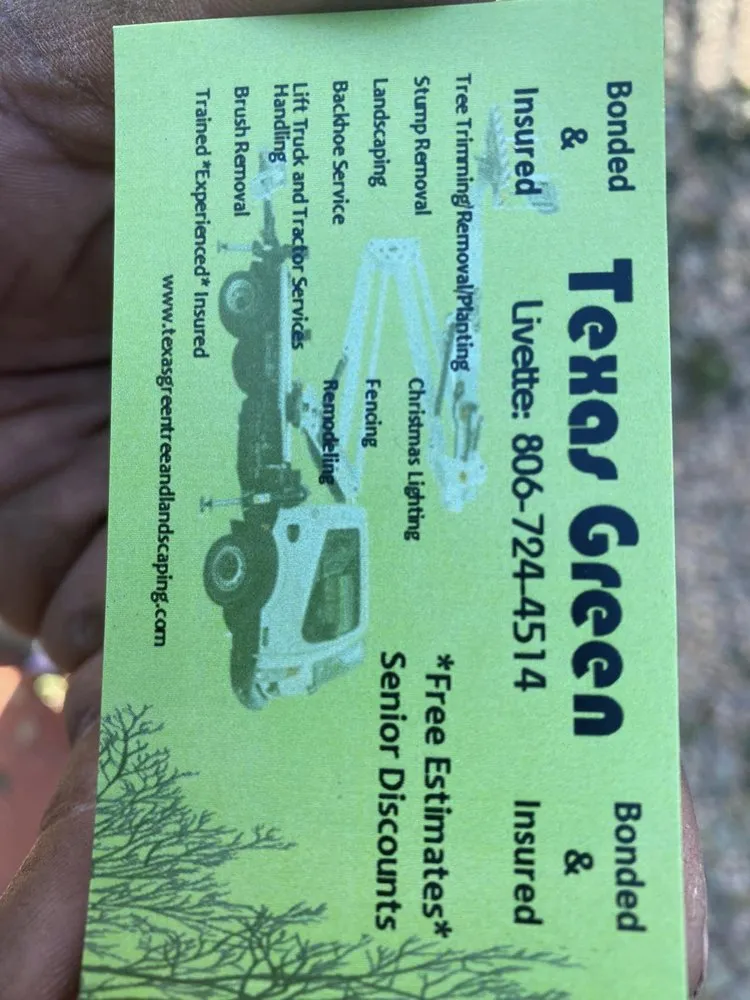 Texas Green
Bonded
&
Insured
Livette: 806-724-4514
Bonded
&
Insured
Tree Trimming/Removal/Planting
Stump Removal
Christmas Lighting
*Free Estimates*
Landscaping
Fencing
Senior Discounts
Backhoe Service
Remodeling
Lift Truck and Tractor Services
Handling
Brush Removal
Trained *Experienced* Insured
www.texasgreentreeandlandscaping.com